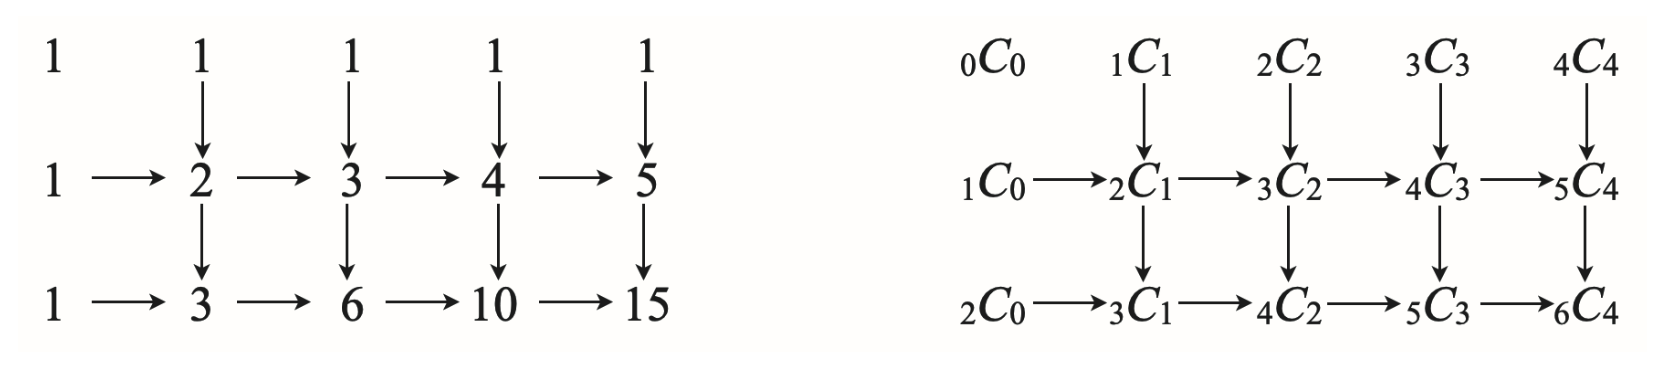 1 1 1 1 1 ₀C₀ ₁C₁ ₂C₂ ₃C₃ ₄C₄
1 → 2 → 3 → 4 → 5 ₁C₀ → ₂C₁ → ₃C₂ → ₄C₃ → ₅C₄
1 → 3 → 6 → 10 → 15 ₂C₀ → ₃C₁ → ₄C₂ → ₅C₃ → ₆C₄